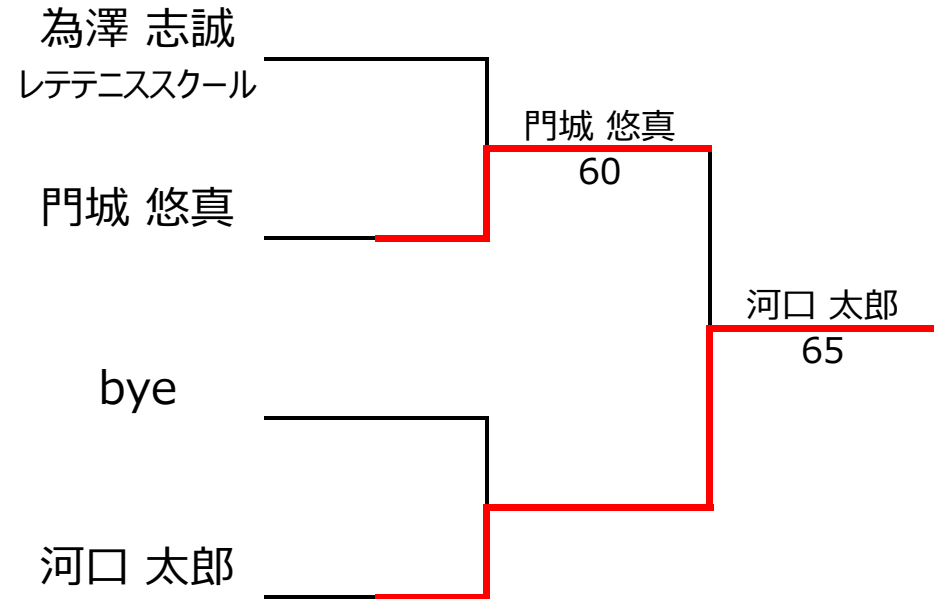 為澤 志誠
レテテニススクール
門城 悠真
60
門城 悠真
河口 太郎
65
bye
河口 太郎